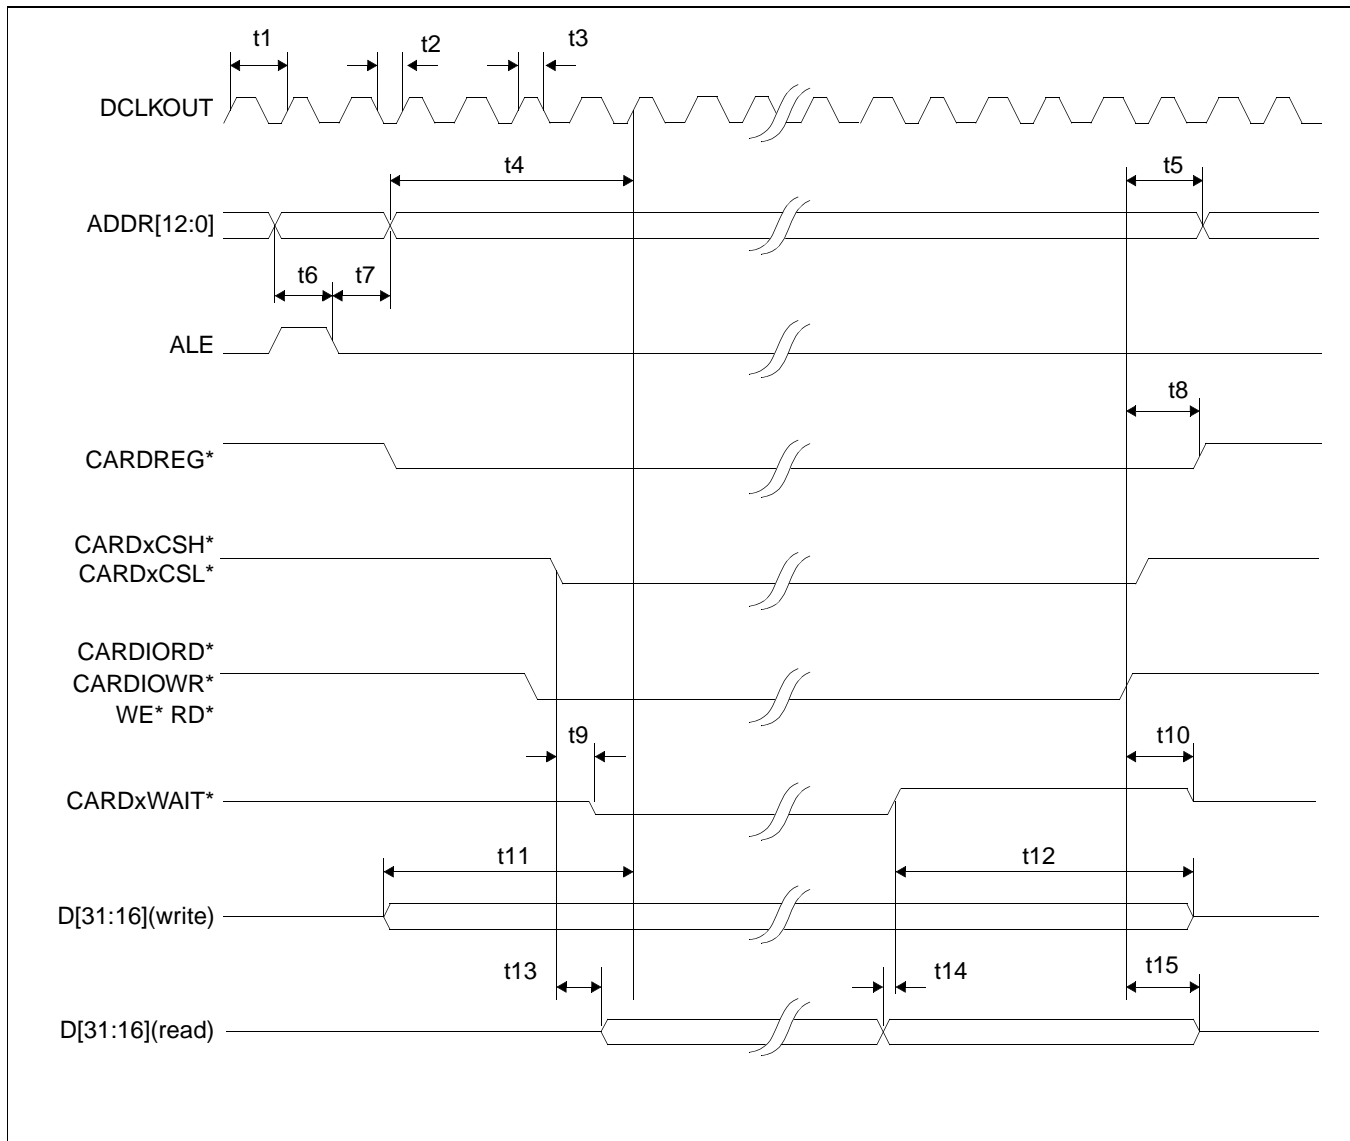 t1
t2
t3
DCLKOUT
t4
t5
ADDR[12:0]
t6
t7
ALE
t8
CARDREG*
CARDxCSH*
CARDxCSL*
CARDIORD*
CARDIOWR*
WE* RD*
t9
t10
CARDxWAIT*
t11
t12
D[31:16](write)
t13
t14
t15
D[31:16](read)